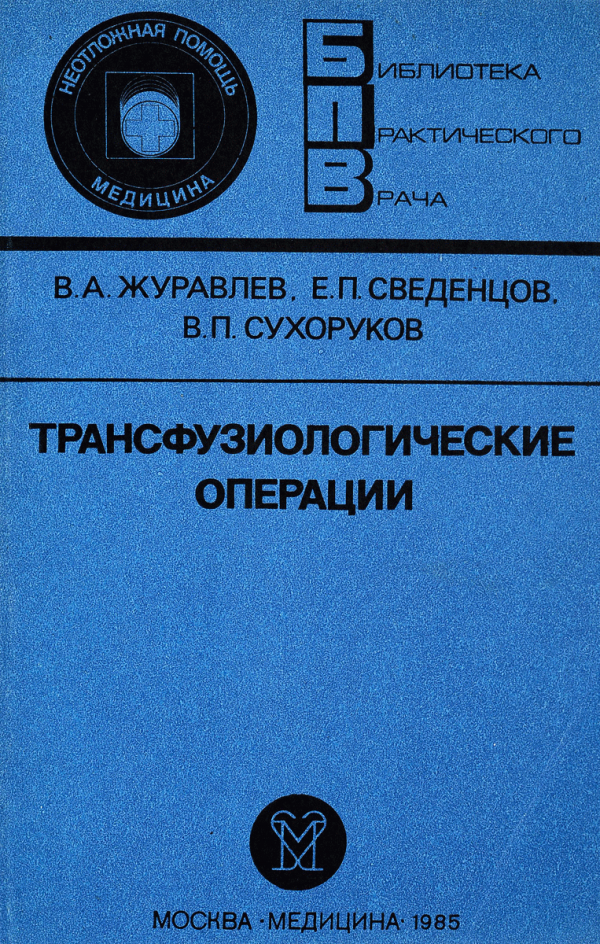 НЕОТЛОЖНАЯ ПОМОЩЬ
МЕДИЦИНА
БИБЛИОТЕКА
ПРАКТИЧЕСКОГО
ВРАЧА
В.А. ЖУРАВЛЕВ, Е.П. СВЕДЕНЦОВ,
В.П. СУХОРУКОВ
ТРАНСФУЗИОЛОГИЧЕСКИЕ
ОПЕРАЦИИ
М
МОСКВА · МЕДИЦИНА · 1985